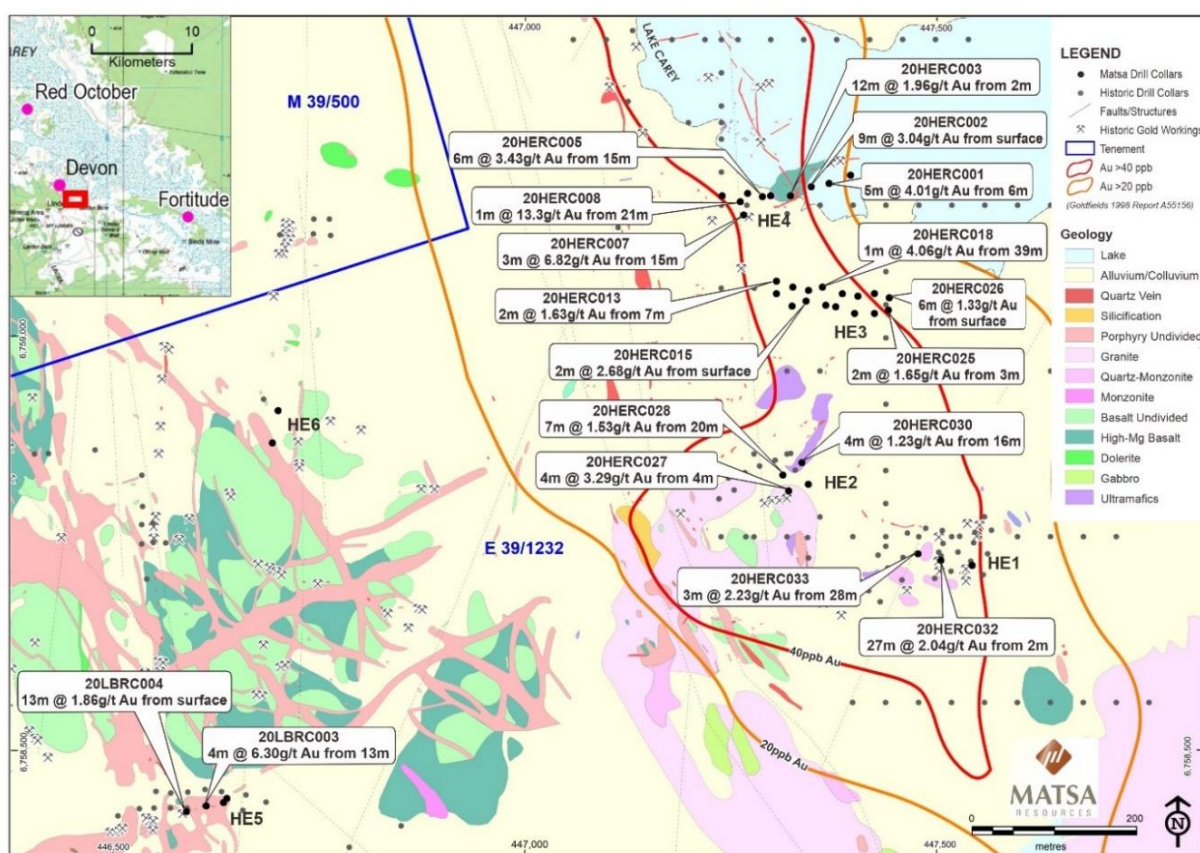 0 10
Kilometers
AREY
Red October
Devon
Fortitude
M 39/500
447,000
447,500
LAKE CAREY
20HERC003
12m @ 1.96g/t Au from 2m
20HERC002
9m @ 3.04g/t Au from surface
20HERC005
6m @ 3.43g/t Au from 15m
20HERC001
5m @ 4.01g/t Au from 6m
20HERC008
1m @ 13.3g/t Au from 21m
HE4
20HERC018
1m @ 4.06g/t Au from 39m
20HERC007
3m @ 6.82g/t Au from 15m
20HERC013
2m @ 1.63g/t Au from 7m
20HERC026
6m @ 1.33g/t Au
from surface
HE3
6,759,000
20HERC015
2m @ 2.68g/t Au from surface
20HERC025
2m @ 1.65g/t Au from 3m
HE6
20HERC028
7m @ 1.53g/t Au from 20m
20HERC030
4m @ 1.23g/t Au from 16m
20HERC027
4m @ 3.29g/t Au from 4m
HE2
E 39/1232
HE1
20HERC033
3m @ 2.23g/t Au from 28m
20HERC032
27m @ 2.04g/t Au from 2m
40ppb Au
20LBRC004
13m @ 1.86g/t Au from surface
20LBRC003
4m @ 6.30g/t Au from 13m
20ppb Au
6,758,500
6,758,500
HE5
446,500
447,000
447,500
LEGEND
Matsa Drill Collars
Historic Drill Collars
Faults/Structures
Historic Gold Workings
Tenement
Au >40 ppb
Au >20 ppb
(Goldfields 1998 Report A55156)
Geology
Lake
Alluvium/Colluvium
Quartz Vein
Silicification
Porphyry Undivided
Granite
Quartz-Monzonite
Monzonite
Basalt Undivided
High-Mg Basalt
Dolerite
Gabbro
Ultramafics
MATSA
RESOURCES
0 200
metres
N